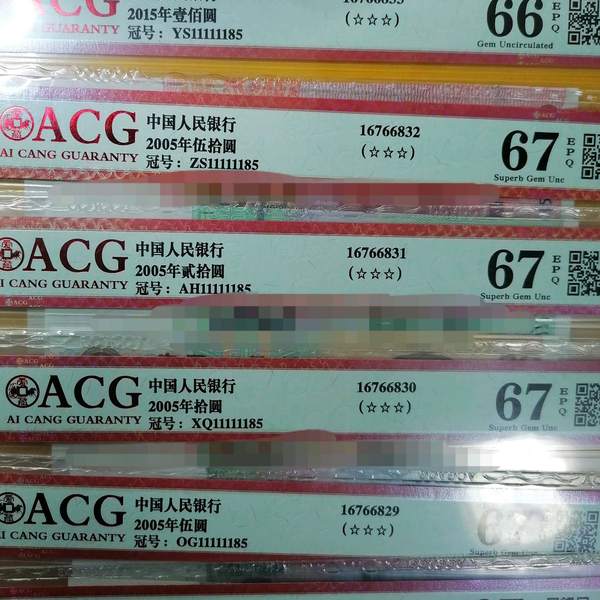 ACG
GUARANTY
2015年壹佰圆
冠号: YS11111185
(☆☆☆)
66
EPQ
Gem Uncirculated
ACG
AI CANG GUARANTY
中国人民银行
2005年伍拾圆
冠号: ZS11111185
16766832
(☆☆☆)
67
EPQ
Superb Gem Unc
ACG
AI CANG GUARANTY
中国人民银行
2005年贰拾圆
冠号: AH11111185
16766831
(☆☆☆)
67
EPQ
Superb Gem Unc
ACG
AI CANG GUARANTY
中国人民银行
2005年拾圆
冠号: XQ11111185
16766830
(☆☆☆)
67
EPQ
Superb Gem Unc
ACG
AI CANG GUARANTY
中国人民银行
2005年伍圆
冠号: OG11111185
16766829
(☆☆☆)
Superb Gem